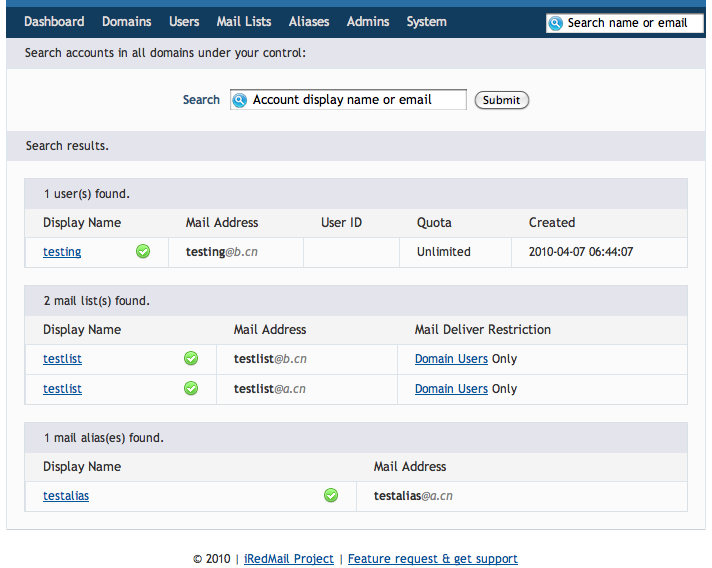 Dashboard Domains Users Mail Lists Aliases Admins System Search name or email
Search accounts in all domains under your control:
Search Account display name or email Submit
Search results.
1 user(s) found.
Display Name Mail Address User ID Quota Created
testing testing@b.cn Unlimited 2010-04-07 06:44:07
2 mail list(s) found.
Display Name Mail Address Mail Deliver Restriction
testlist testlist@b.cn Domain Users Only
testlist testlist@a.cn Domain Users Only
1 mail alias(es) found.
Display Name Mail Address
testalias testalias@a.cn
© 2010 | iRedMail Project | Feature request & get support